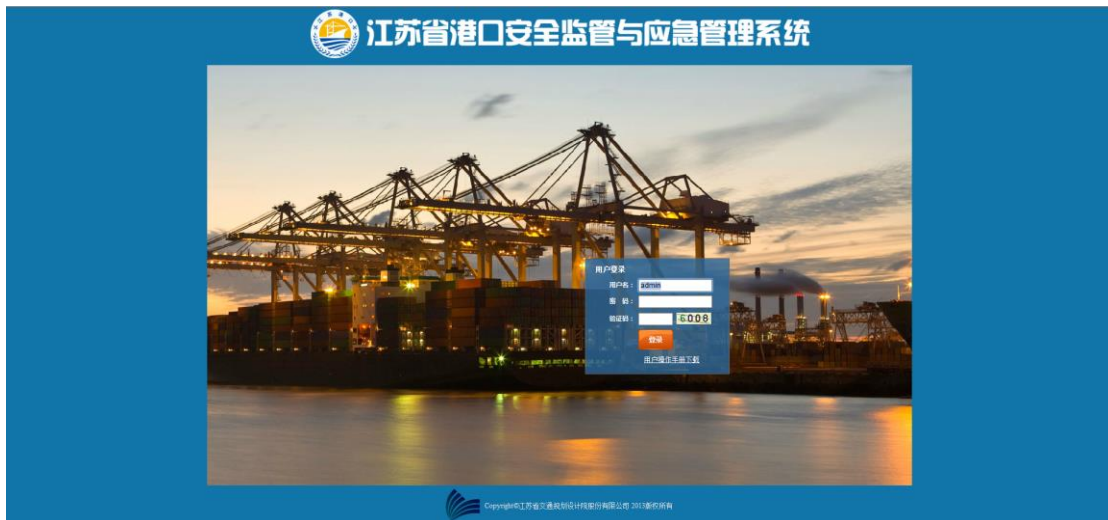 江苏省港口安全监管与应急管理系统
用户登录
用户名： admin
密 码：
验证码： 6008
登录
用户操作手册下载
Copyright©江苏省交通规划设计院股份有限公司 2013版权所有